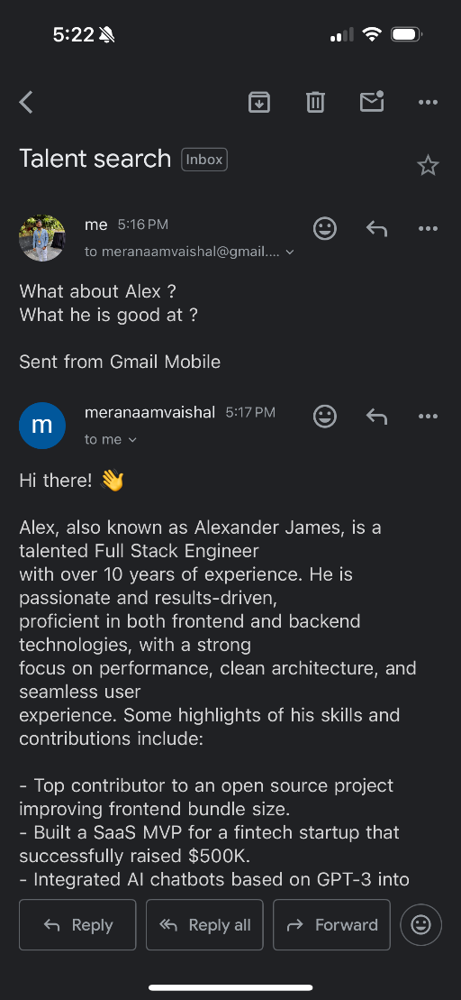 5:22
Talent search Inbox
me 5:16 PM
to meranaamvaishal@gmail....
What about Alex ?
What he is good at ?
Sent from Gmail Mobile
m
meranaamvaishal 5:17 PM
to me
Hi there! 👋
Alex, also known as Alexander James, is a
talented Full Stack Engineer
with over 10 years of experience. He is
passionate and results-driven,
proficient in both frontend and backend
technologies, with a strong
focus on performance, clean architecture, and
seamless user
experience. Some highlights of his skills and
contributions include:
- Top contributor to an open source project
improving frontend bundle size.
- Built a SaaS MVP for a fintech startup that
successfully raised $500K.
- Integrated AI chatbots based on GPT-3 into
Reply Reply all Forward